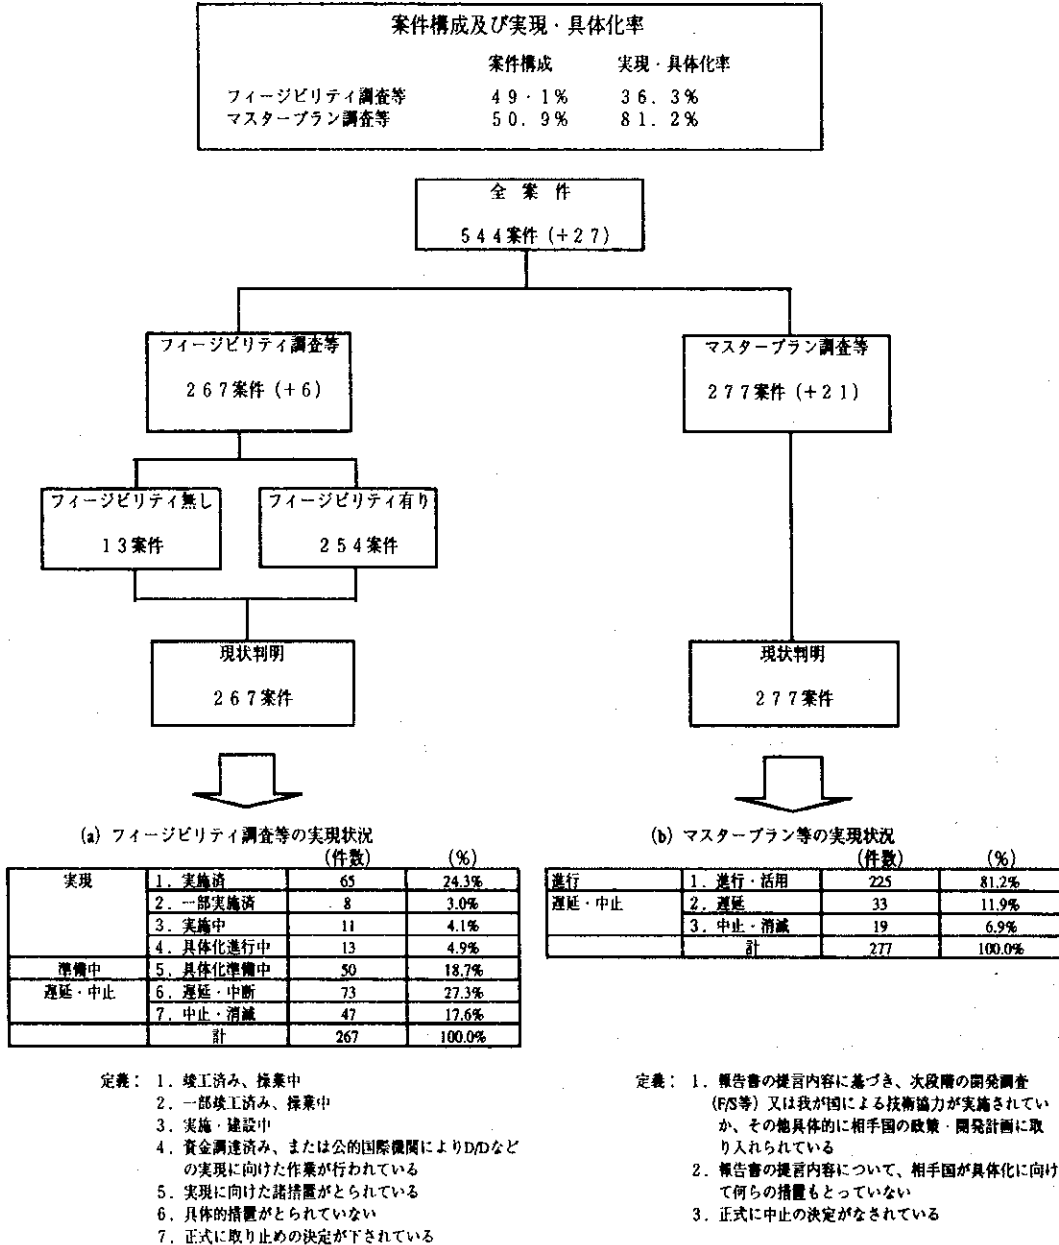 案件構成及び実現・具体化率
案件構成 実現・具体化率
フィージビリティ調査等 49.1% 36.3%
マスタープラン調査等 50.9% 81.2%
全案件
544案件(+27)
フィージビリティ調査等
267案件(+6)
マスタープラン調査等
277案件(+21)
フィージビリティ無し
13案件
フィージビリティ有り
254案件
現状判明
267案件
現状判明
277案件
(a) フィージビリティ調査等の実現状況
(件数) (%)
実現 1.実施済 65 24.3%
2.一部実施済 8 3.0%
3.実施中 11 4.1%
4.具体化進行中 13 4.9%
準備中 5.具体化準備中 50 18.7%
遅延・中止 6.遅延・中断 73 27.3%
7.中止・消滅 47 17.6%
計 267 100.0%
定義: 1.竣工済み、操業中
2.一部竣工済み、操業中
3.実施・建設中
4.資金調達済み、または公的国際機関によりD/Dなど
の実現に向けた作業が行われている
5.実現に向けた諸措置がとられている
6.具体的措置がとられていない
7.正式に取り止めの決定が下されている
(b) マスタープラン等の実現状況
(件数) (%)
進行 1.進行・活用 225 81.2%
遅延・中止 2.遅延 33 11.9%
3.中止・消滅 19 6.9%
計 277 100.0%
定義: 1.報告書の提言内容に基づき、次段階の開発調査
(F/S等)又は我が国による技術協力が実施されてい
か、その他具体的に相手国の政策・開発計画に取
り入れられている
2.報告書の提言内容について、相手国が具体化に向け
て何らの措置もとっていない
3.正式に中止の決定がなされている